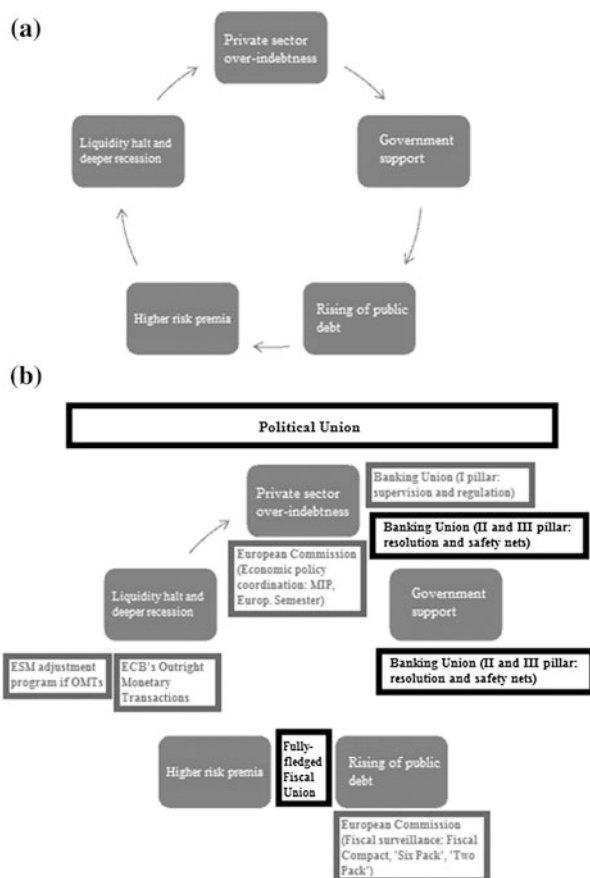 (a)
Private sector
over-indebtness
Liquidity halt and
deeper recession
Government
support
Higher risk premia
Rising of public
debt
(b)
Political Union
Banking Union (I pillar:
supervision and regulation)
Private sector
over-indebtness
Banking Union (II and III pillar:
resolution and safety nets)
European Commission
(Economic policy
coordination: MIP,
Europ. Semester)
Liquidity halt and
deeper recession
Government
support
ESM adjustment
program if OMTs
ECB's Outright
Monetary
Transactions
Banking Union (II and III pillar:
resolution and safety nets)
Higher risk premia
Fully-
fledged
Fiscal
Union
Rising of public
debt
European Commission
(Fiscal surveillance: Fiscal
Compact, 'Six Pack', 'Two
Pack')